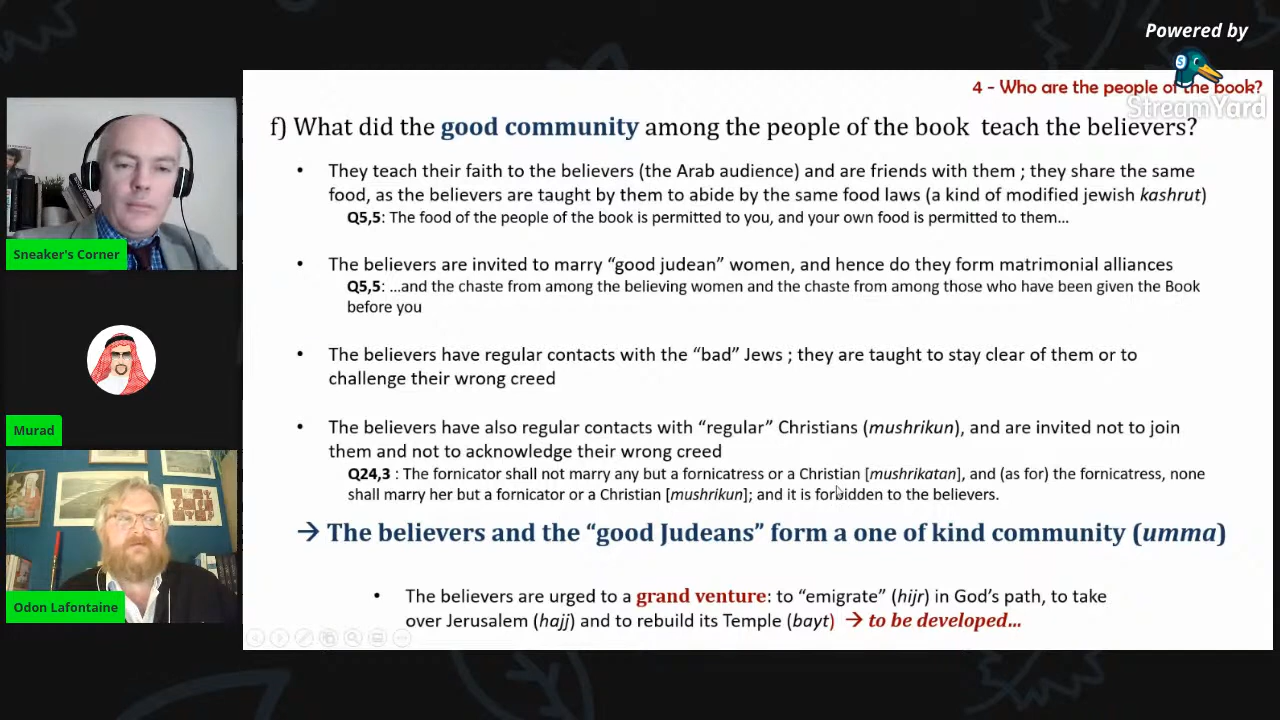 Powered by
StreamYard
4 - Who are the people of the book?
f) What did the good community among the people of the book teach the believers?
• They teach their faith to the believers (the Arab audience) and are friends with them ; they share the same
food, as the believers are taught by them to abide by the same food laws (a kind of modified jewish kashrut)
Q5,5: The food of the people of the book is permitted to you, and your own food is permitted to them…
• The believers are invited to marry “good judean” women, and hence do they form matrimonial alliances
Q5,5: …and the chaste from among the believing women and the chaste from among those who have been given the Book
before you
• The believers have regular contacts with the “bad” Jews ; they are taught to stay clear of them or to
challenge their wrong creed
• The believers have also regular contacts with “regular” Christians (mushrikun), and are invited not to join
them and not to acknowledge their wrong creed
Q24,3 : The fornicator shall not marry any but a fornicatress or a Christian [mushrikatan], and (as for) the fornicatress, none
shall marry her but a fornicator or a Christian [mushrikun]; and it is forbidden to the believers.
→ The believers and the “good Judeans” form a one of kind community (umma)
• The believers are urged to a grand venture: to “emigrate” (hijr) in God’s path, to take
over Jerusalem (hajj) and to rebuild its Temple (bayt) → to be developed…
Sneaker's Corner
Murad
Odon Lafontaine